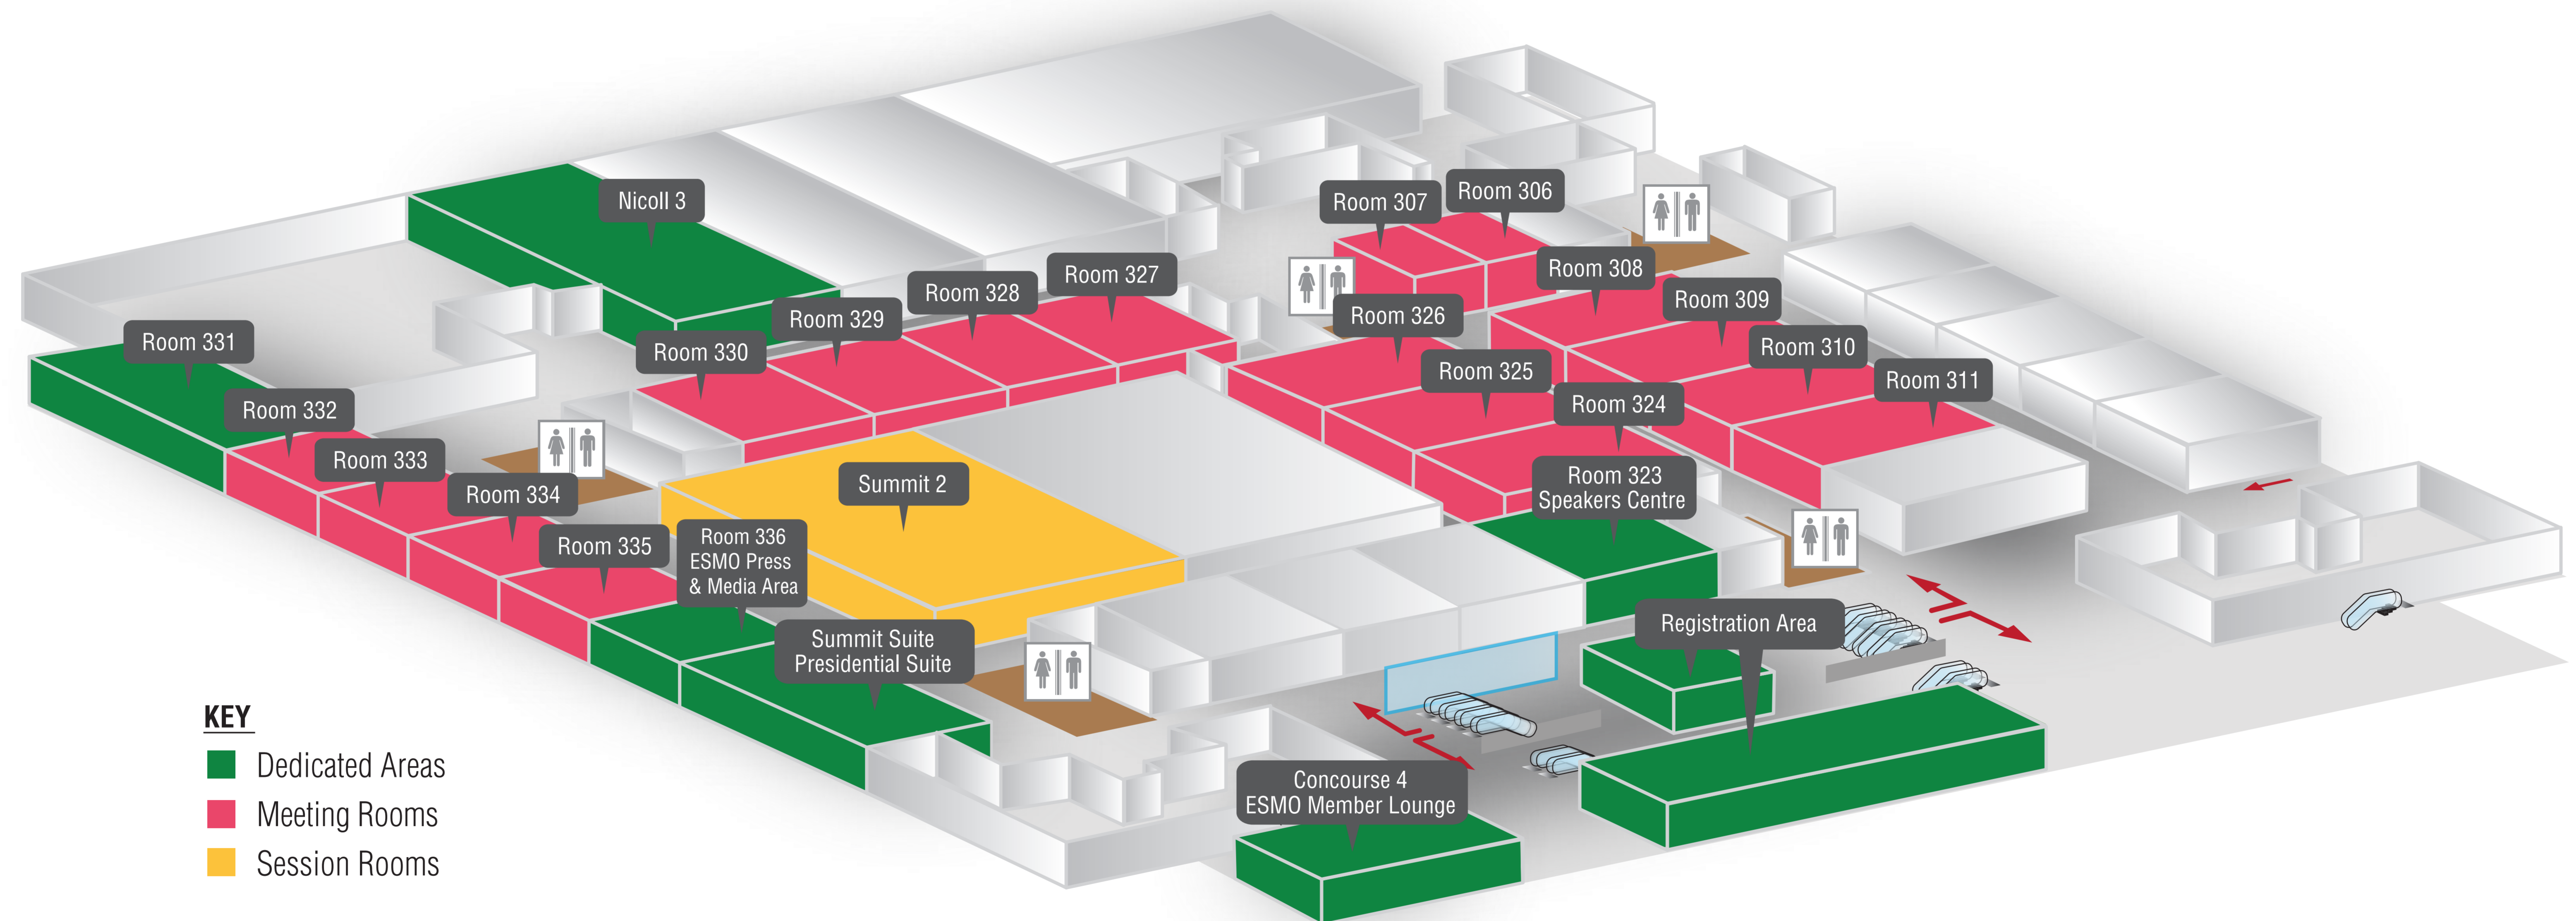 Nicoll 3
Room 307
Room 306
Room 308
Room 309
Room 310
Room 311
Room 327
Room 328
Room 329
Room 330
Room 326
Room 325
Room 324
Room 323
Speakers Centre
Room 331
Room 332
Room 333
Room 334
Room 335
Room 336
ESMO Press
& Media Area
Summit 2
Summit Suite
Presidential Suite
Registration Area
Concourse 4
ESMO Member Lounge
KEY
Dedicated Areas
Meeting Rooms
Session Rooms